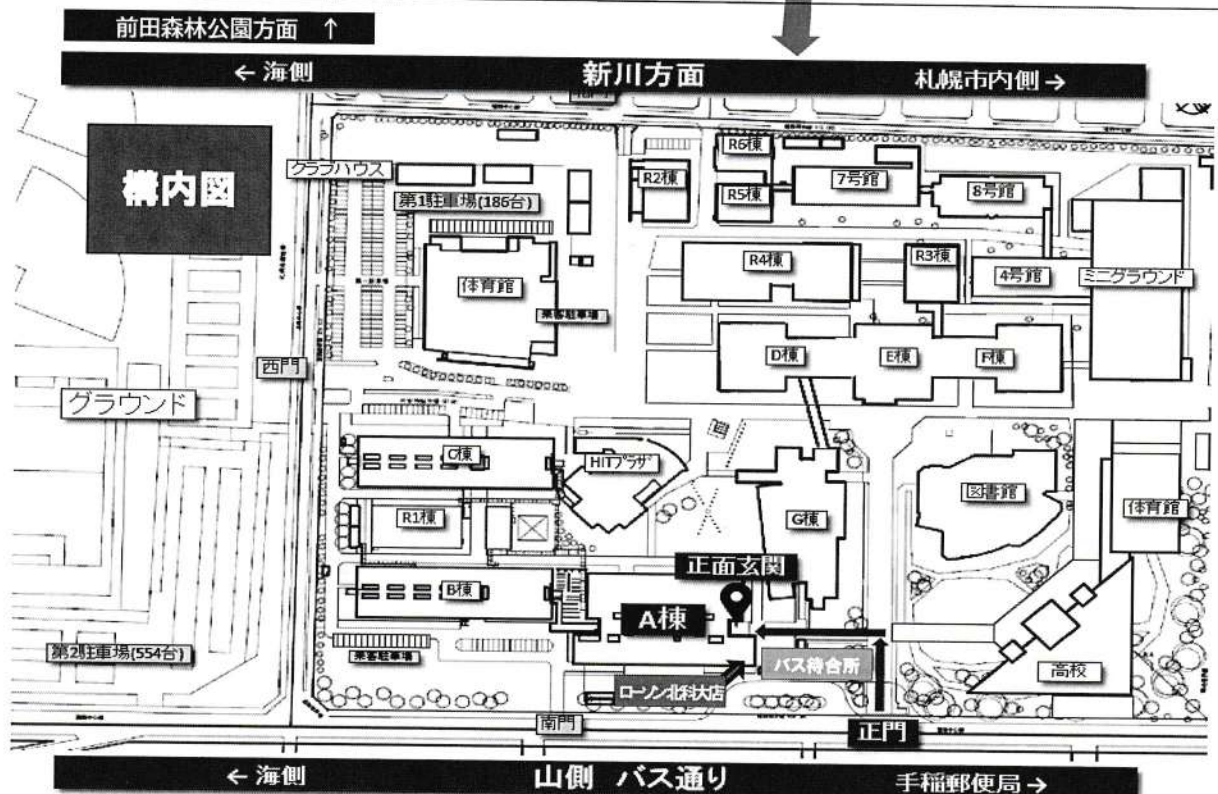 前田森林公園方面 ↑
← 海側
新川方面
札幌市内側 →
構内図
クラブハウス
第1駐車場(186台)
R2棟
R6棟
R5棟
7号館
8号館
体育館
来客駐車場
R4棟
R3棟
4号館
ミニグラウンド
D棟
E棟
F棟
西門
グラウンド
C棟
HITプラザ
図書館
体育館
R1棟
G棟
正面玄関
B棟
A棟
第2駐車場(554台)
来客駐車場
バス待合所
高校
ローソン北科大店
南門
正門
← 海側
山側 バス通り
手稲郵便局 →